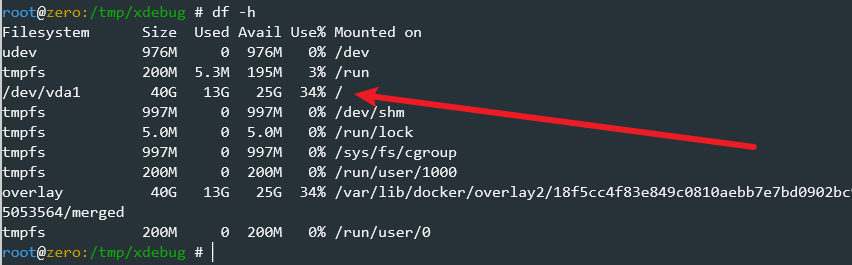 root@zero:/tmp/xdebug # df -h
Filesystem      Size  Used Avail Use% Mounted on
udev            976M     0  976M   0% /dev
tmpfs           200M  5.3M  195M   3% /run
/dev/vda1        40G   13G   25G  34% /
tmpfs           997M     0  997M   0% /dev/shm
tmpfs           5.0M     0  5.0M   0% /run/lock
tmpfs           997M     0  997M   0% /sys/fs/cgroup
tmpfs           200M     0  200M   0% /run/user/1000
overlay          40G   13G   25G  34% /var/lib/docker/overlay2/18f5cc4f83e849c0810aebb7e7bd0902bc
5053564/merged
tmpfs           200M     0  200M   0% /run/user/0
root@zero:/tmp/xdebug #